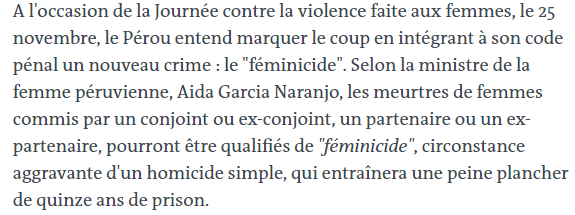 A l'occasion de la Journée contre la violence faite aux femmes, le 25
novembre, le Pérou entend marquer le coup en intégrant à son code
pénal un nouveau crime : le "féminicide". Selon la ministre de la
femme péruvienne, Aida Garcia Naranjo, les meurtres de femmes
commis par un conjoint ou ex-conjoint, un partenaire ou un ex-
partenaire, pourront être qualifiés de "féminicide", circonstance
aggravante d'un homicide simple, qui entraînera une peine plancher
de quinze ans de prison.